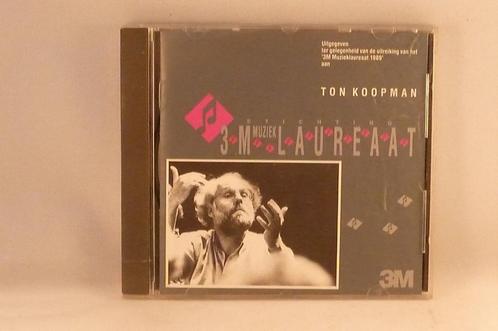 Uitgegeven
ter gelegenheid van de uitreiking van het
'3M Muzieklaureaat 1989'
aan
TON KOOPMAN
STICHTING
3M MUZIEK LAUREAAT
3M